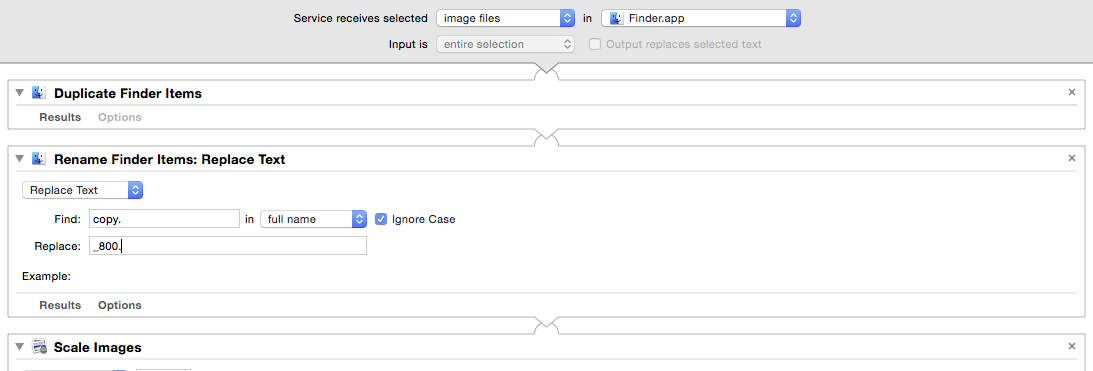 Service receives selected image files in Finder.app
Input is entire selection Output replaces selected text
Duplicate Finder Items
Results Options
Rename Finder Items: Replace Text
Replace Text
Find: copy. in full name Ignore Case
Replace: _800.
Example:
Results Options
Scale Images